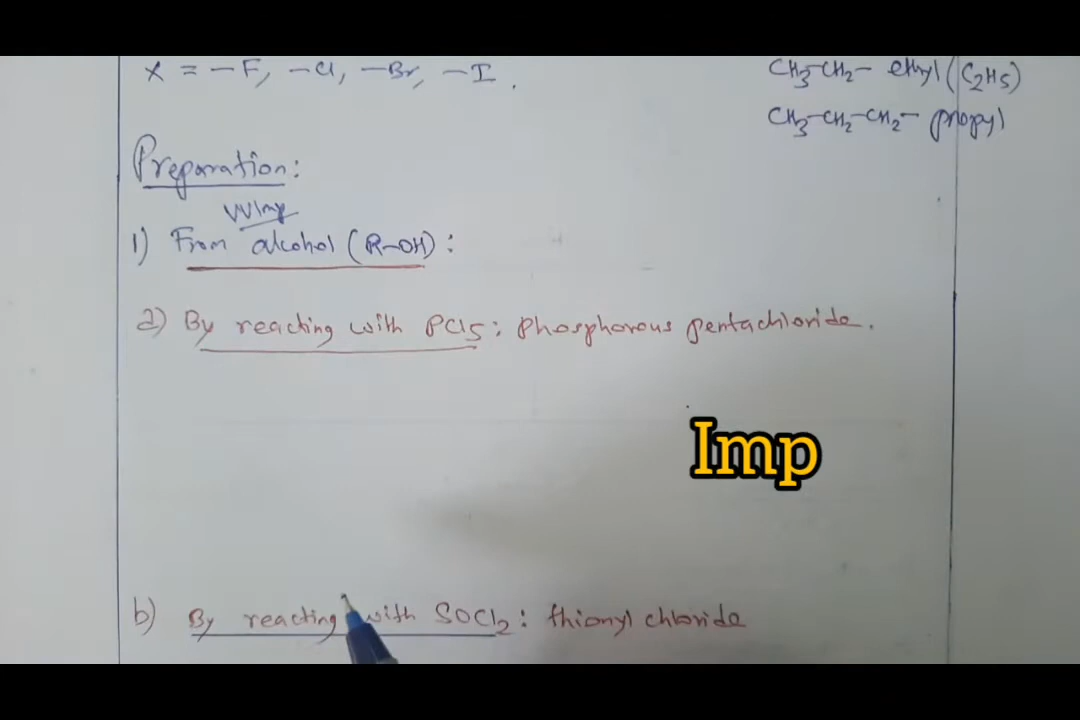 X = -F, -Cl, -Br, -I.
CH3-CH2- ethyl (C2H5)
CH3-CH2-CH2- propyl
Preparation:
VVImp
1) From alcohol (R-OH):
a) By reacting with PCl5: Phosphorous pentachloride.
Imp
b) By reacting with SOCl2: thionyl chloride